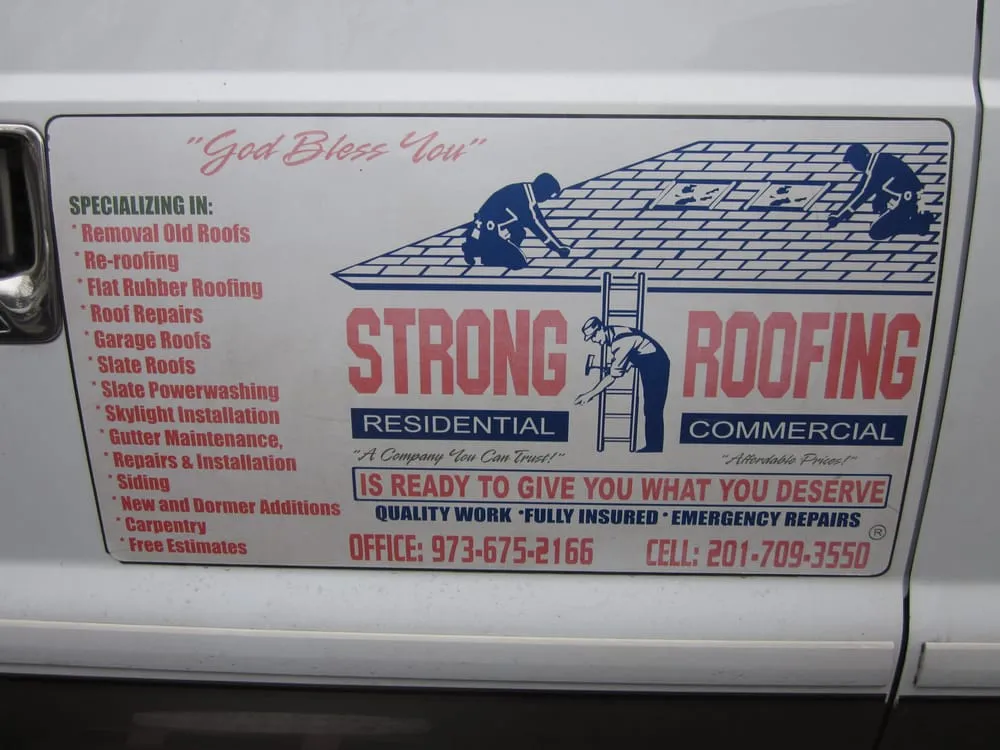 "God Bless You"
SPECIALIZING IN:
* Removal Old Roofs
* Re-roofing
* Flat Rubber Roofing
* Roof Repairs
* Garage Roofs
* Slate Roofs
* Slate Powerwashing
* Skylight Installation
* Gutter Maintenance,
* Repairs & Installation
* Siding
* New and Dormer Additions
* Carpentry
* Free Estimates
STRONG ROOFING
RESIDENTIAL COMMERCIAL
"A Company You Can Trust!" "Affordable Prices!"
IS READY TO GIVE YOU WHAT YOU DESERVE
QUALITY WORK *FULLY INSURED * EMERGENCY REPAIRS
®
OFFICE: 973-675-2166 CELL: 201-709-3550